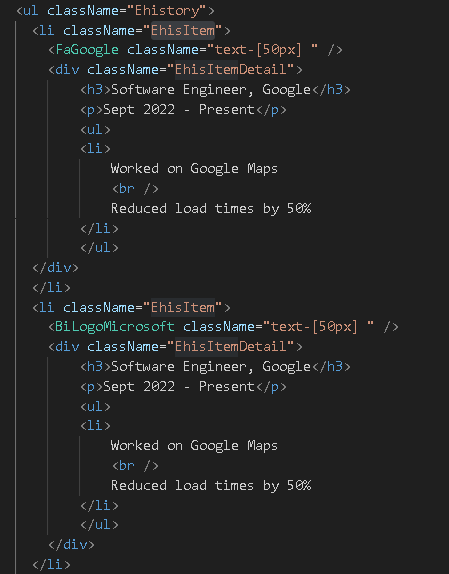 <ul className="Ehistory">
<li className="EhisItem">
<FaGoogle className="text-[50px] " />
<div className="EhisItemDetail">
<h3>Software Engineer, Google</h3>
<p>Sept 2022 - Present</p>
<ul>
<li>
Worked on Google Maps
<br />
Reduced load times by 50%
</li>
</ul>
</div>
</li>
<li className="EhisItem">
<BiLogoMicrosoft className="text-[50px] " />
<div className="EhisItemDetail">
<h3>Software Engineer, Google</h3>
<p>Sept 2022 - Present</p>
<ul>
<li>
Worked on Google Maps
<br />
Reduced load times by 50%
</li>
</ul>
</div>
</li>